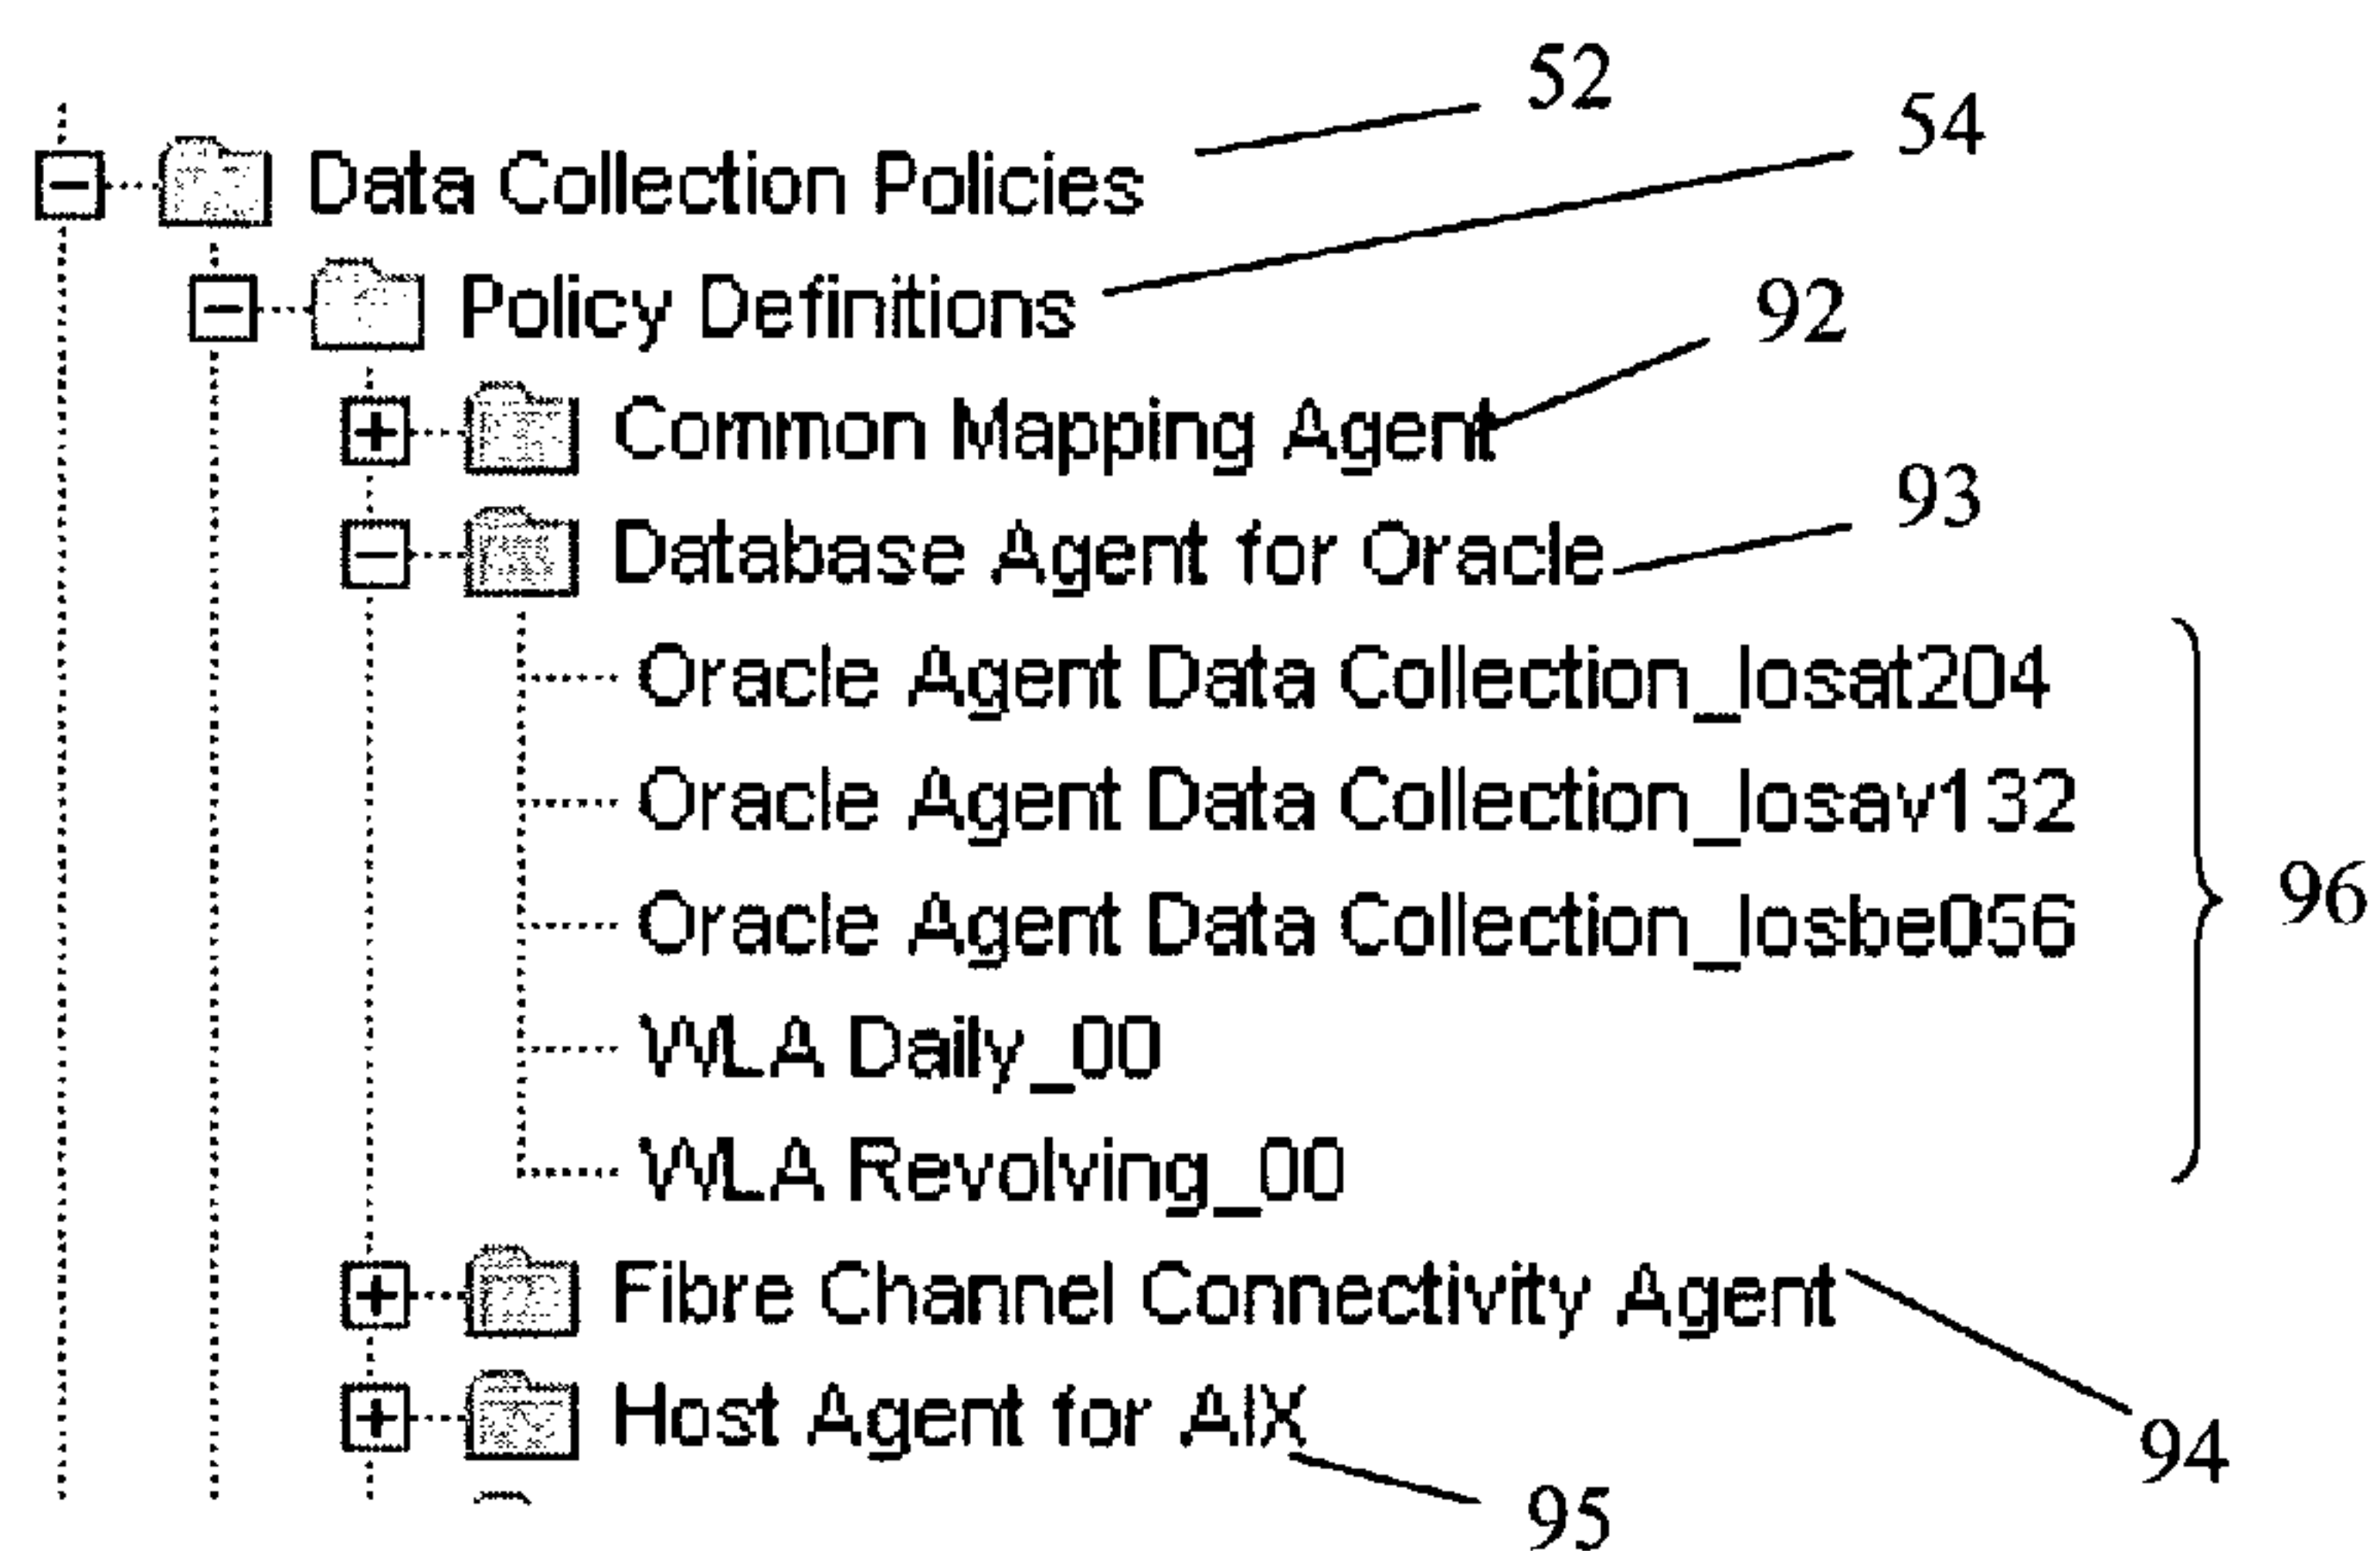 52
Data Collection Policies
54
Policy Definitions
92
Common Mapping Agent
93
Database Agent for Oracle
Oracle Agent Data Collection_losat204
Oracle Agent Data Collection_losav132
Oracle Agent Data Collection_losbe056
96
WLA Daily_00
WLA Revolving_00
Fibre Channel Connectivity Agent
Host Agent for AIX
94
95